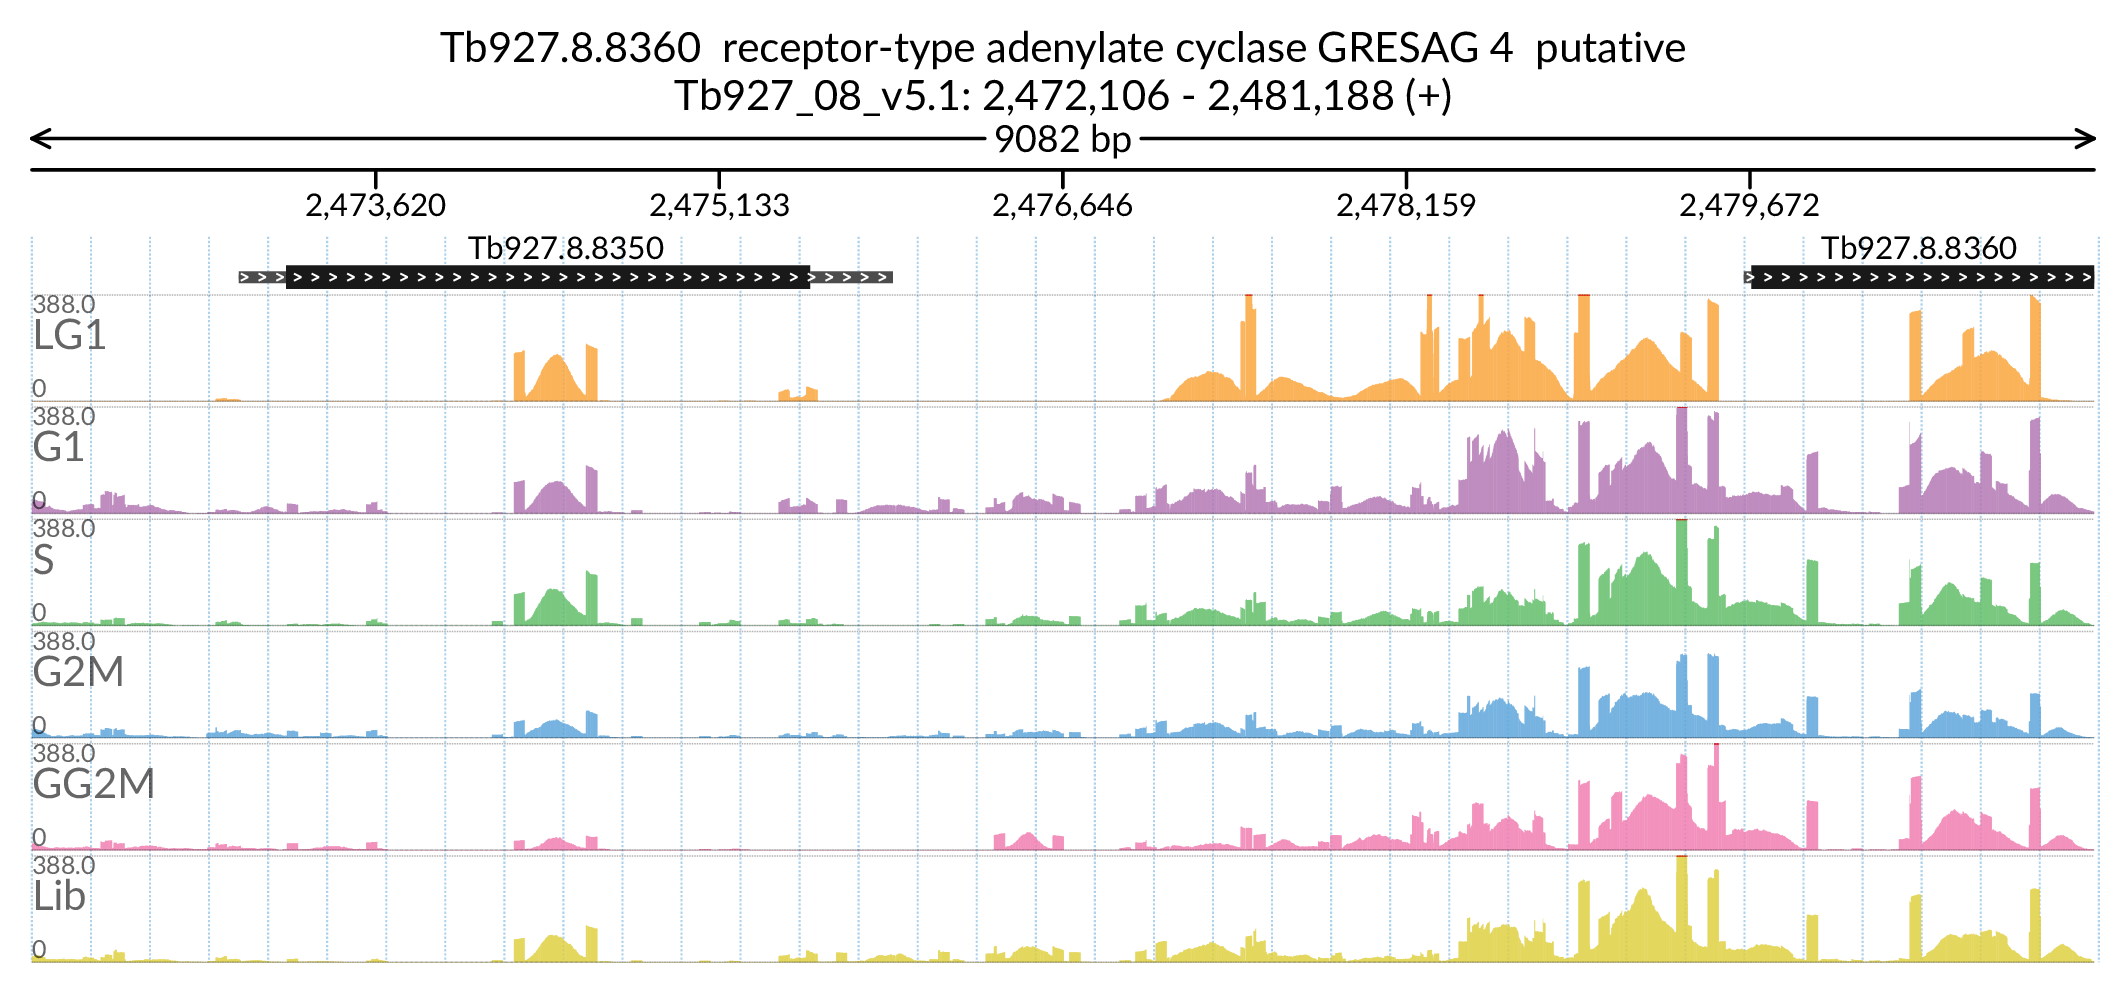 Tb927.8.8360 receptor-type adenylate cyclase GRESAG 4 putative
Tb927_08_v5.1: 2,472,106 - 2,481,188 (+)
9082 bp
2,473,620 2,475,133 2,476,646 2,478,159 2,479,672
Tb927.8.8350 Tb927.8.8360
388.0
LG1
0
388.0
G1
0
388.0
S
0
388.0
G2M
0
388.0
GG2M
0
388.0
Lib
0